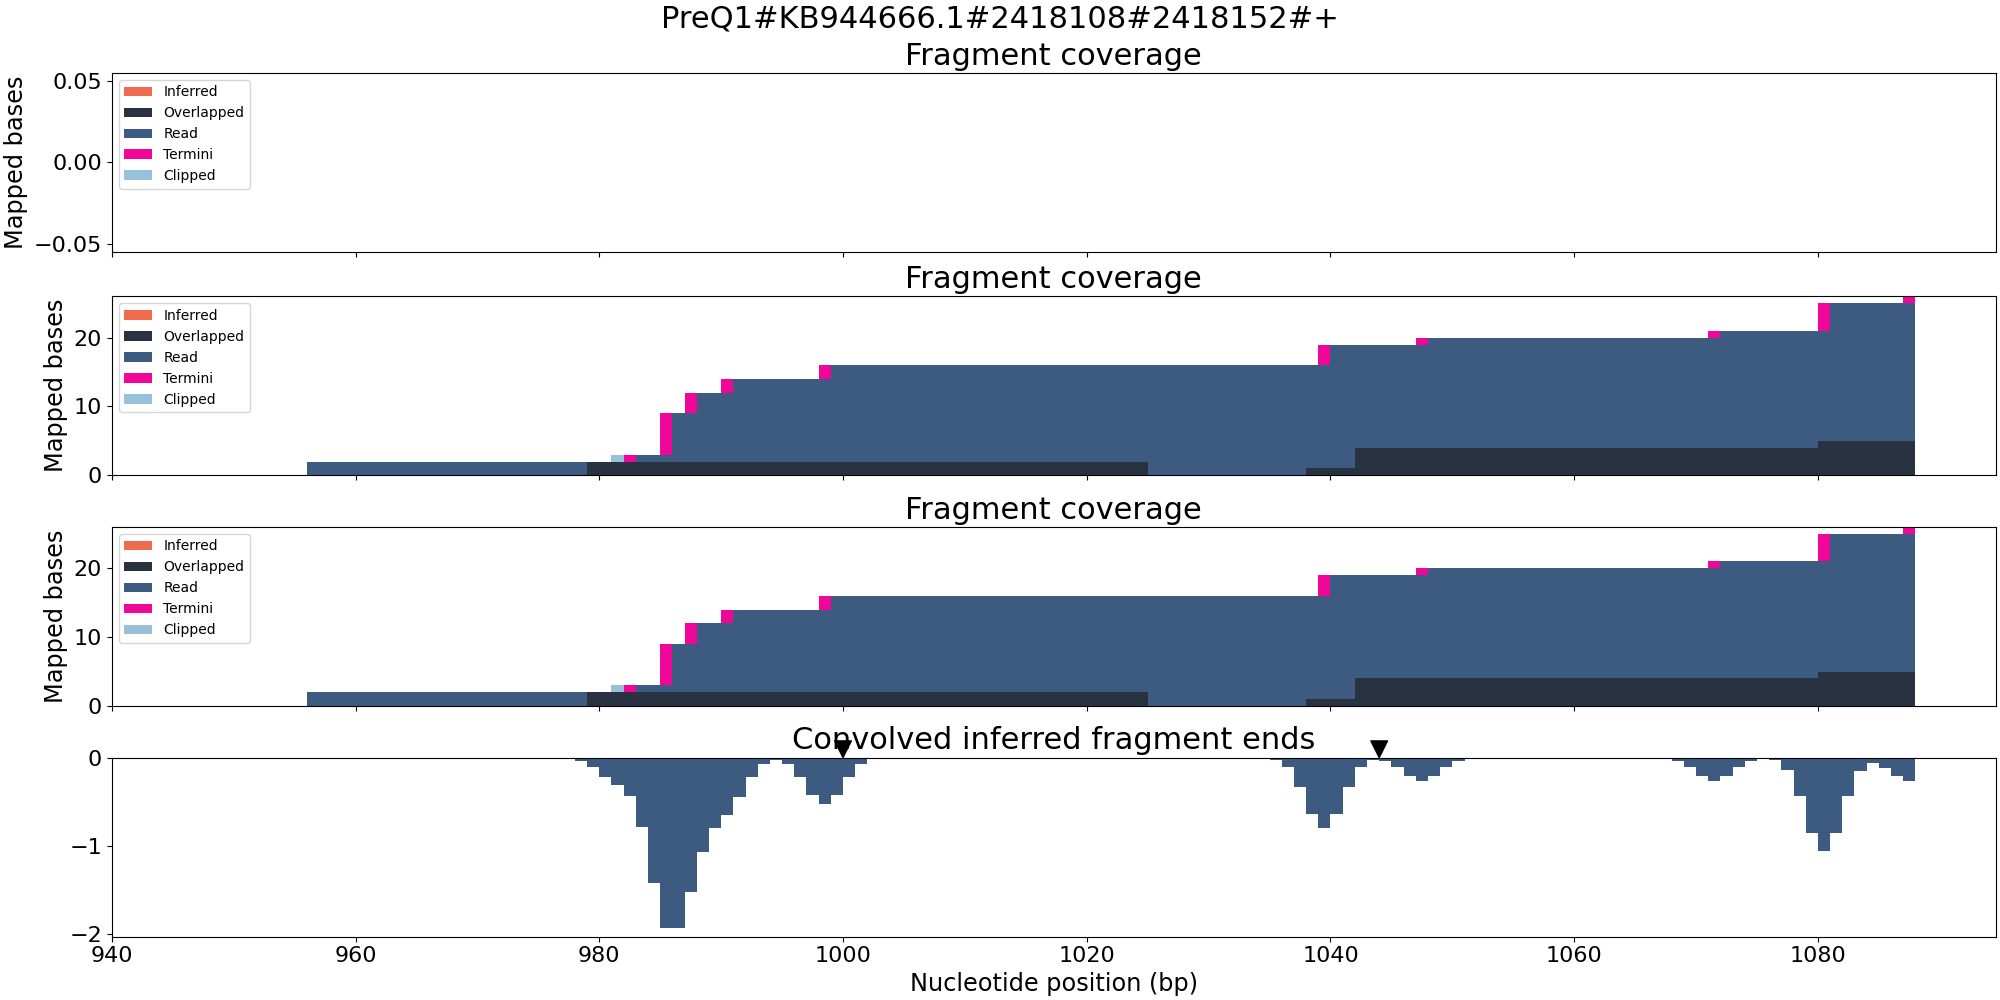 PreQ1#KB944666.1#2418108#2418152#+
Fragment coverage
Mapped bases
0.05
0.00
−0.05
Inferred
Overlapped
Read
Termini
Clipped
Fragment coverage
Mapped bases
20
10
0
Inferred
Overlapped
Read
Termini
Clipped
Fragment coverage
Mapped bases
20
10
0
Inferred
Overlapped
Read
Termini
Clipped
Convolved inferred fragment ends
0
−1
−2
940 960 980 1000 1020 1040 1060 1080
Nucleotide position (bp)